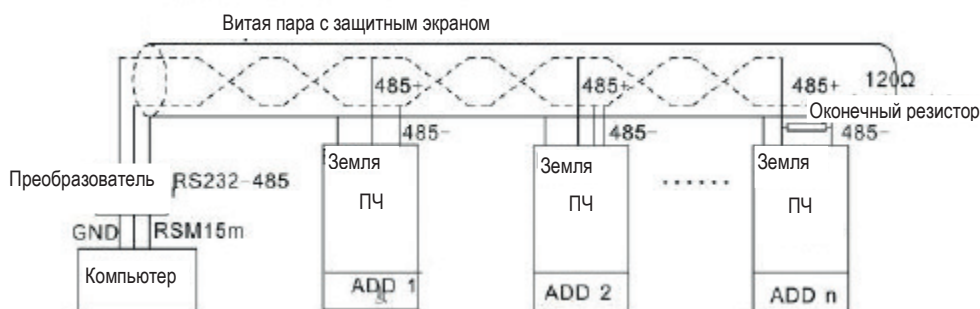 Витая пара с защитным экраном
485+ 485+ 485+ 120Ω
Оконечный резистор
485- 485- 485-
Земля Земля Земля
Преобразователь RS232-485
ПЧ ПЧ ...... ПЧ
GND RSM15m
Компьютер
ADD 1 ADD 2 ADD n